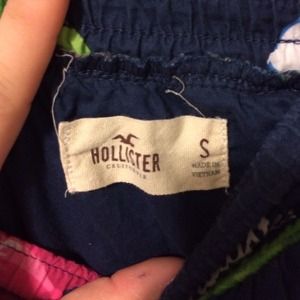 HOLLISTER
CALIFORNIA
S
MADE IN
VIETNAM